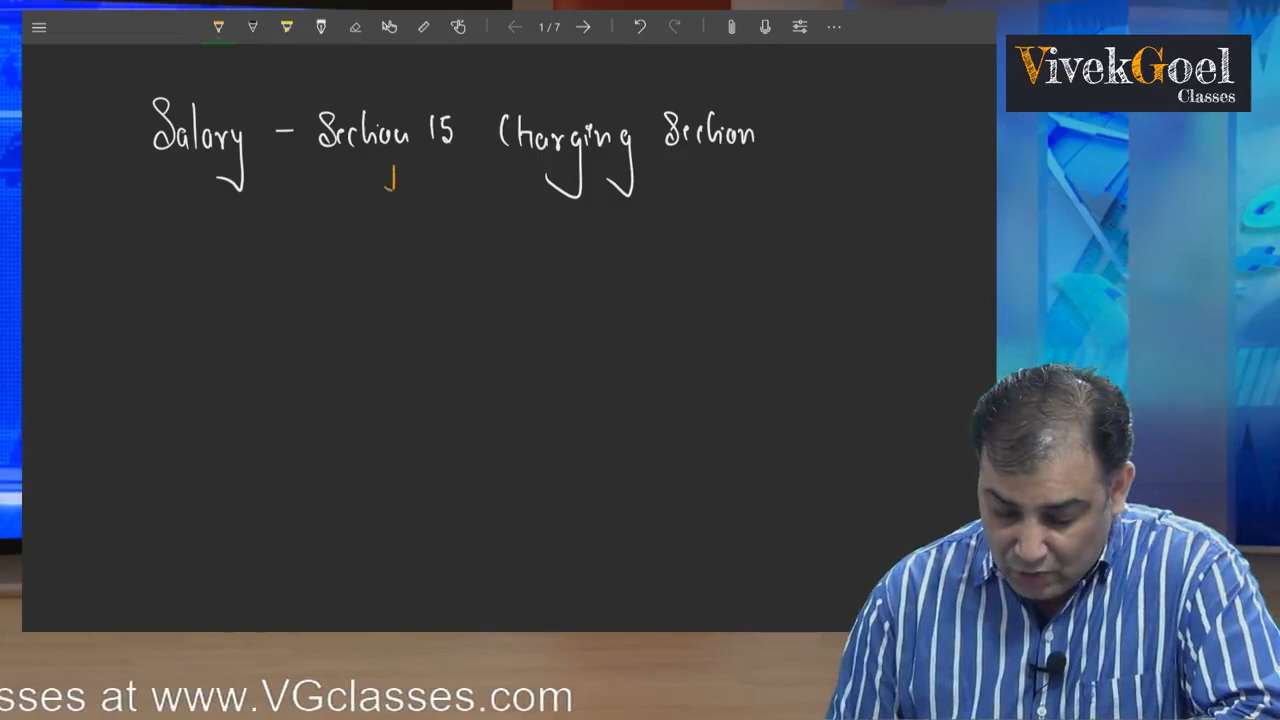 1/7
VivekGoel
Classes
Salary - Section 15 Charging Section
sses at www.VGclasses.com